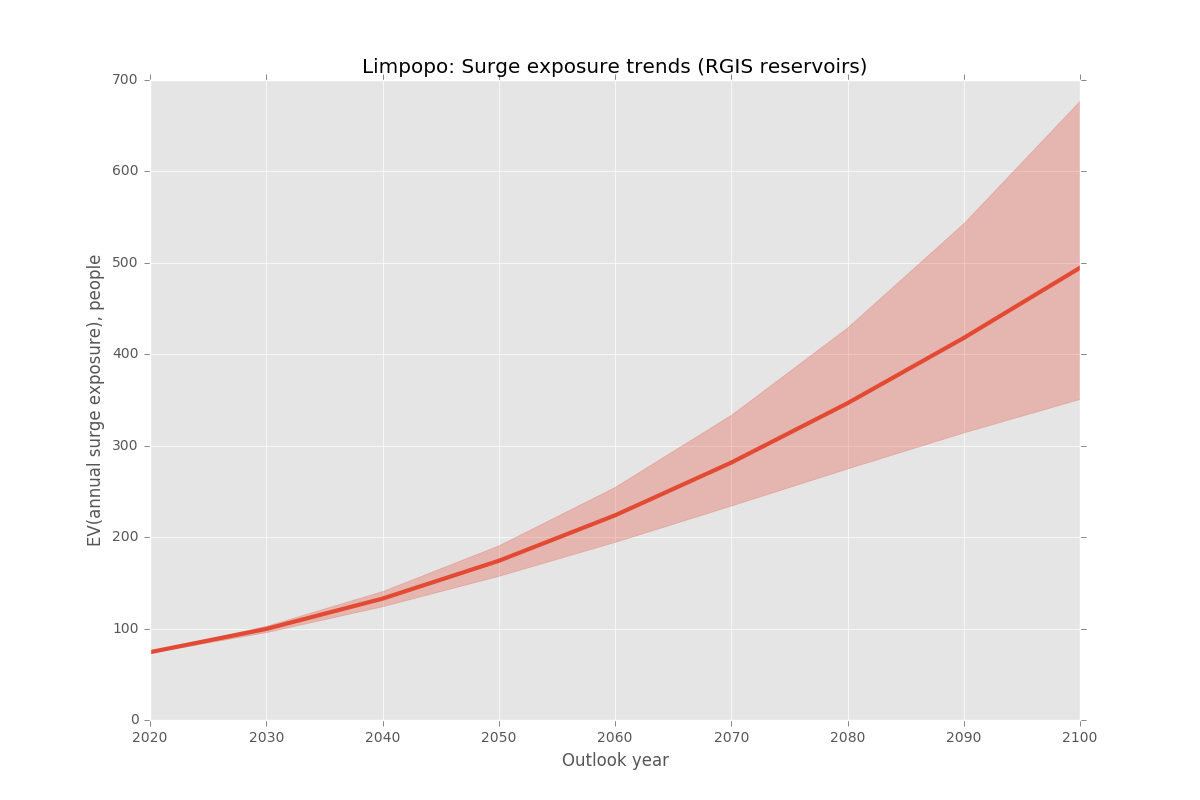 Limpopo: Surge exposure trends (RGIS reservoirs)
700
600
500
400
300
200
100
0
EV(annual surge exposure), people
2020 2030 2040 2050 2060 2070 2080 2090 2100
Outlook year